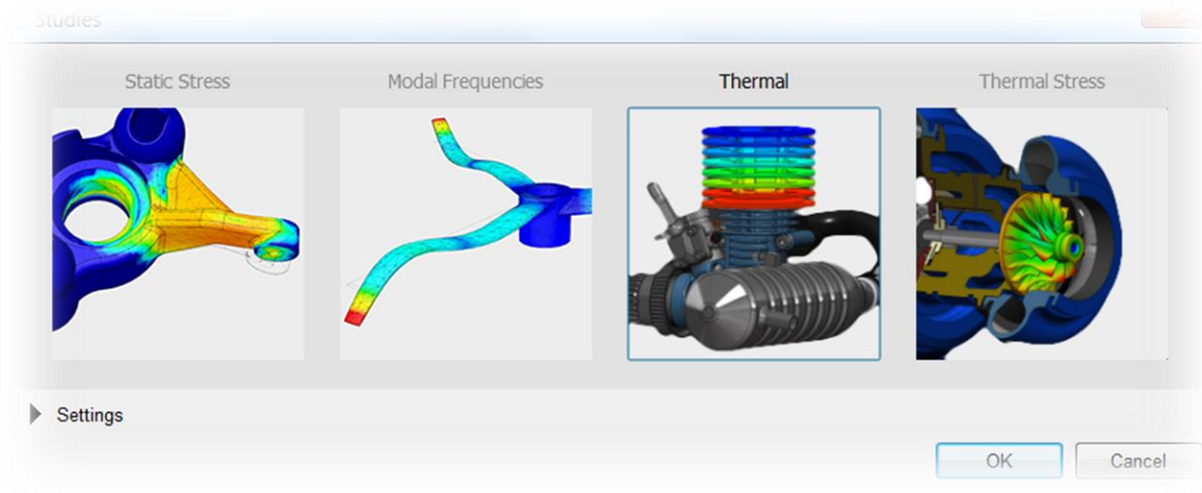 Studies
Static Stress
Modal Frequencies
Thermal
Thermal Stress
Settings
OK
Cancel